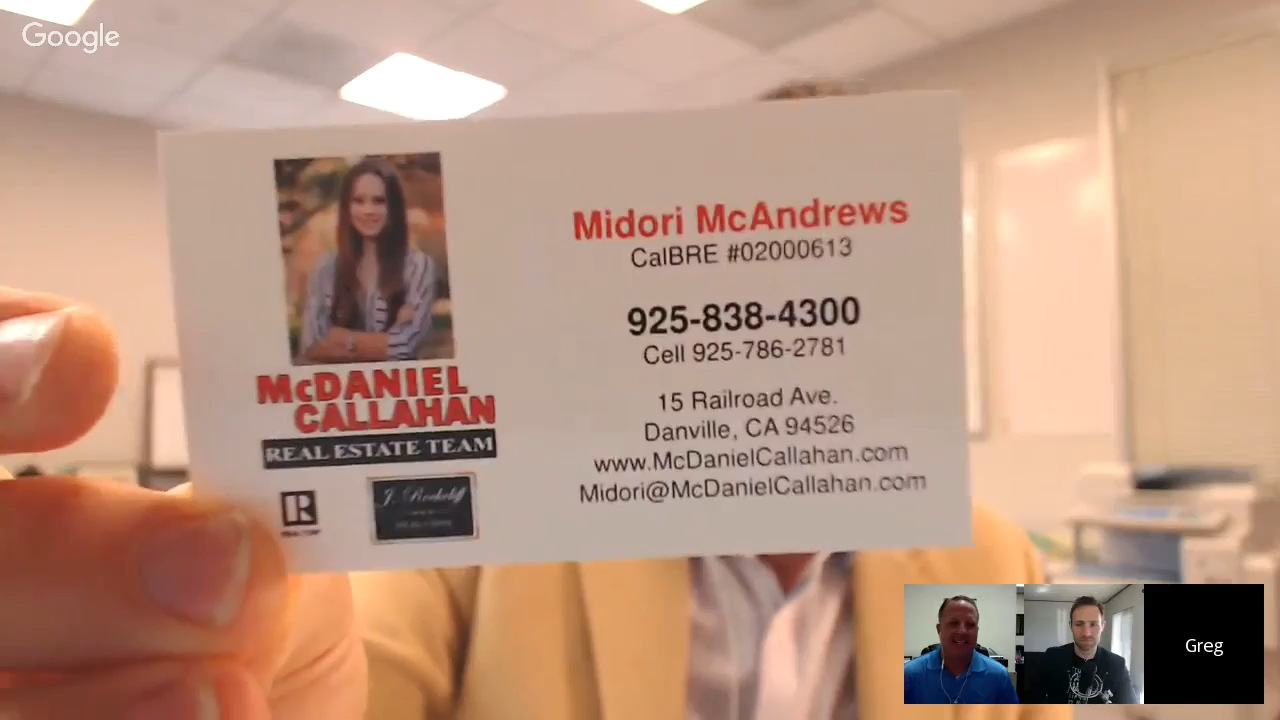 Google
Midori McAndrews
CalBRE #02000613
925-838-4300
Cell 925-786-2781
15 Railroad Ave.
Danville, CA 94526
www.McDanielCallahan.com
Midori@McDanielCallahan.com
McDANIEL
CALLAHAN
REAL ESTATE TEAM
R
J. Rockcliff
Greg